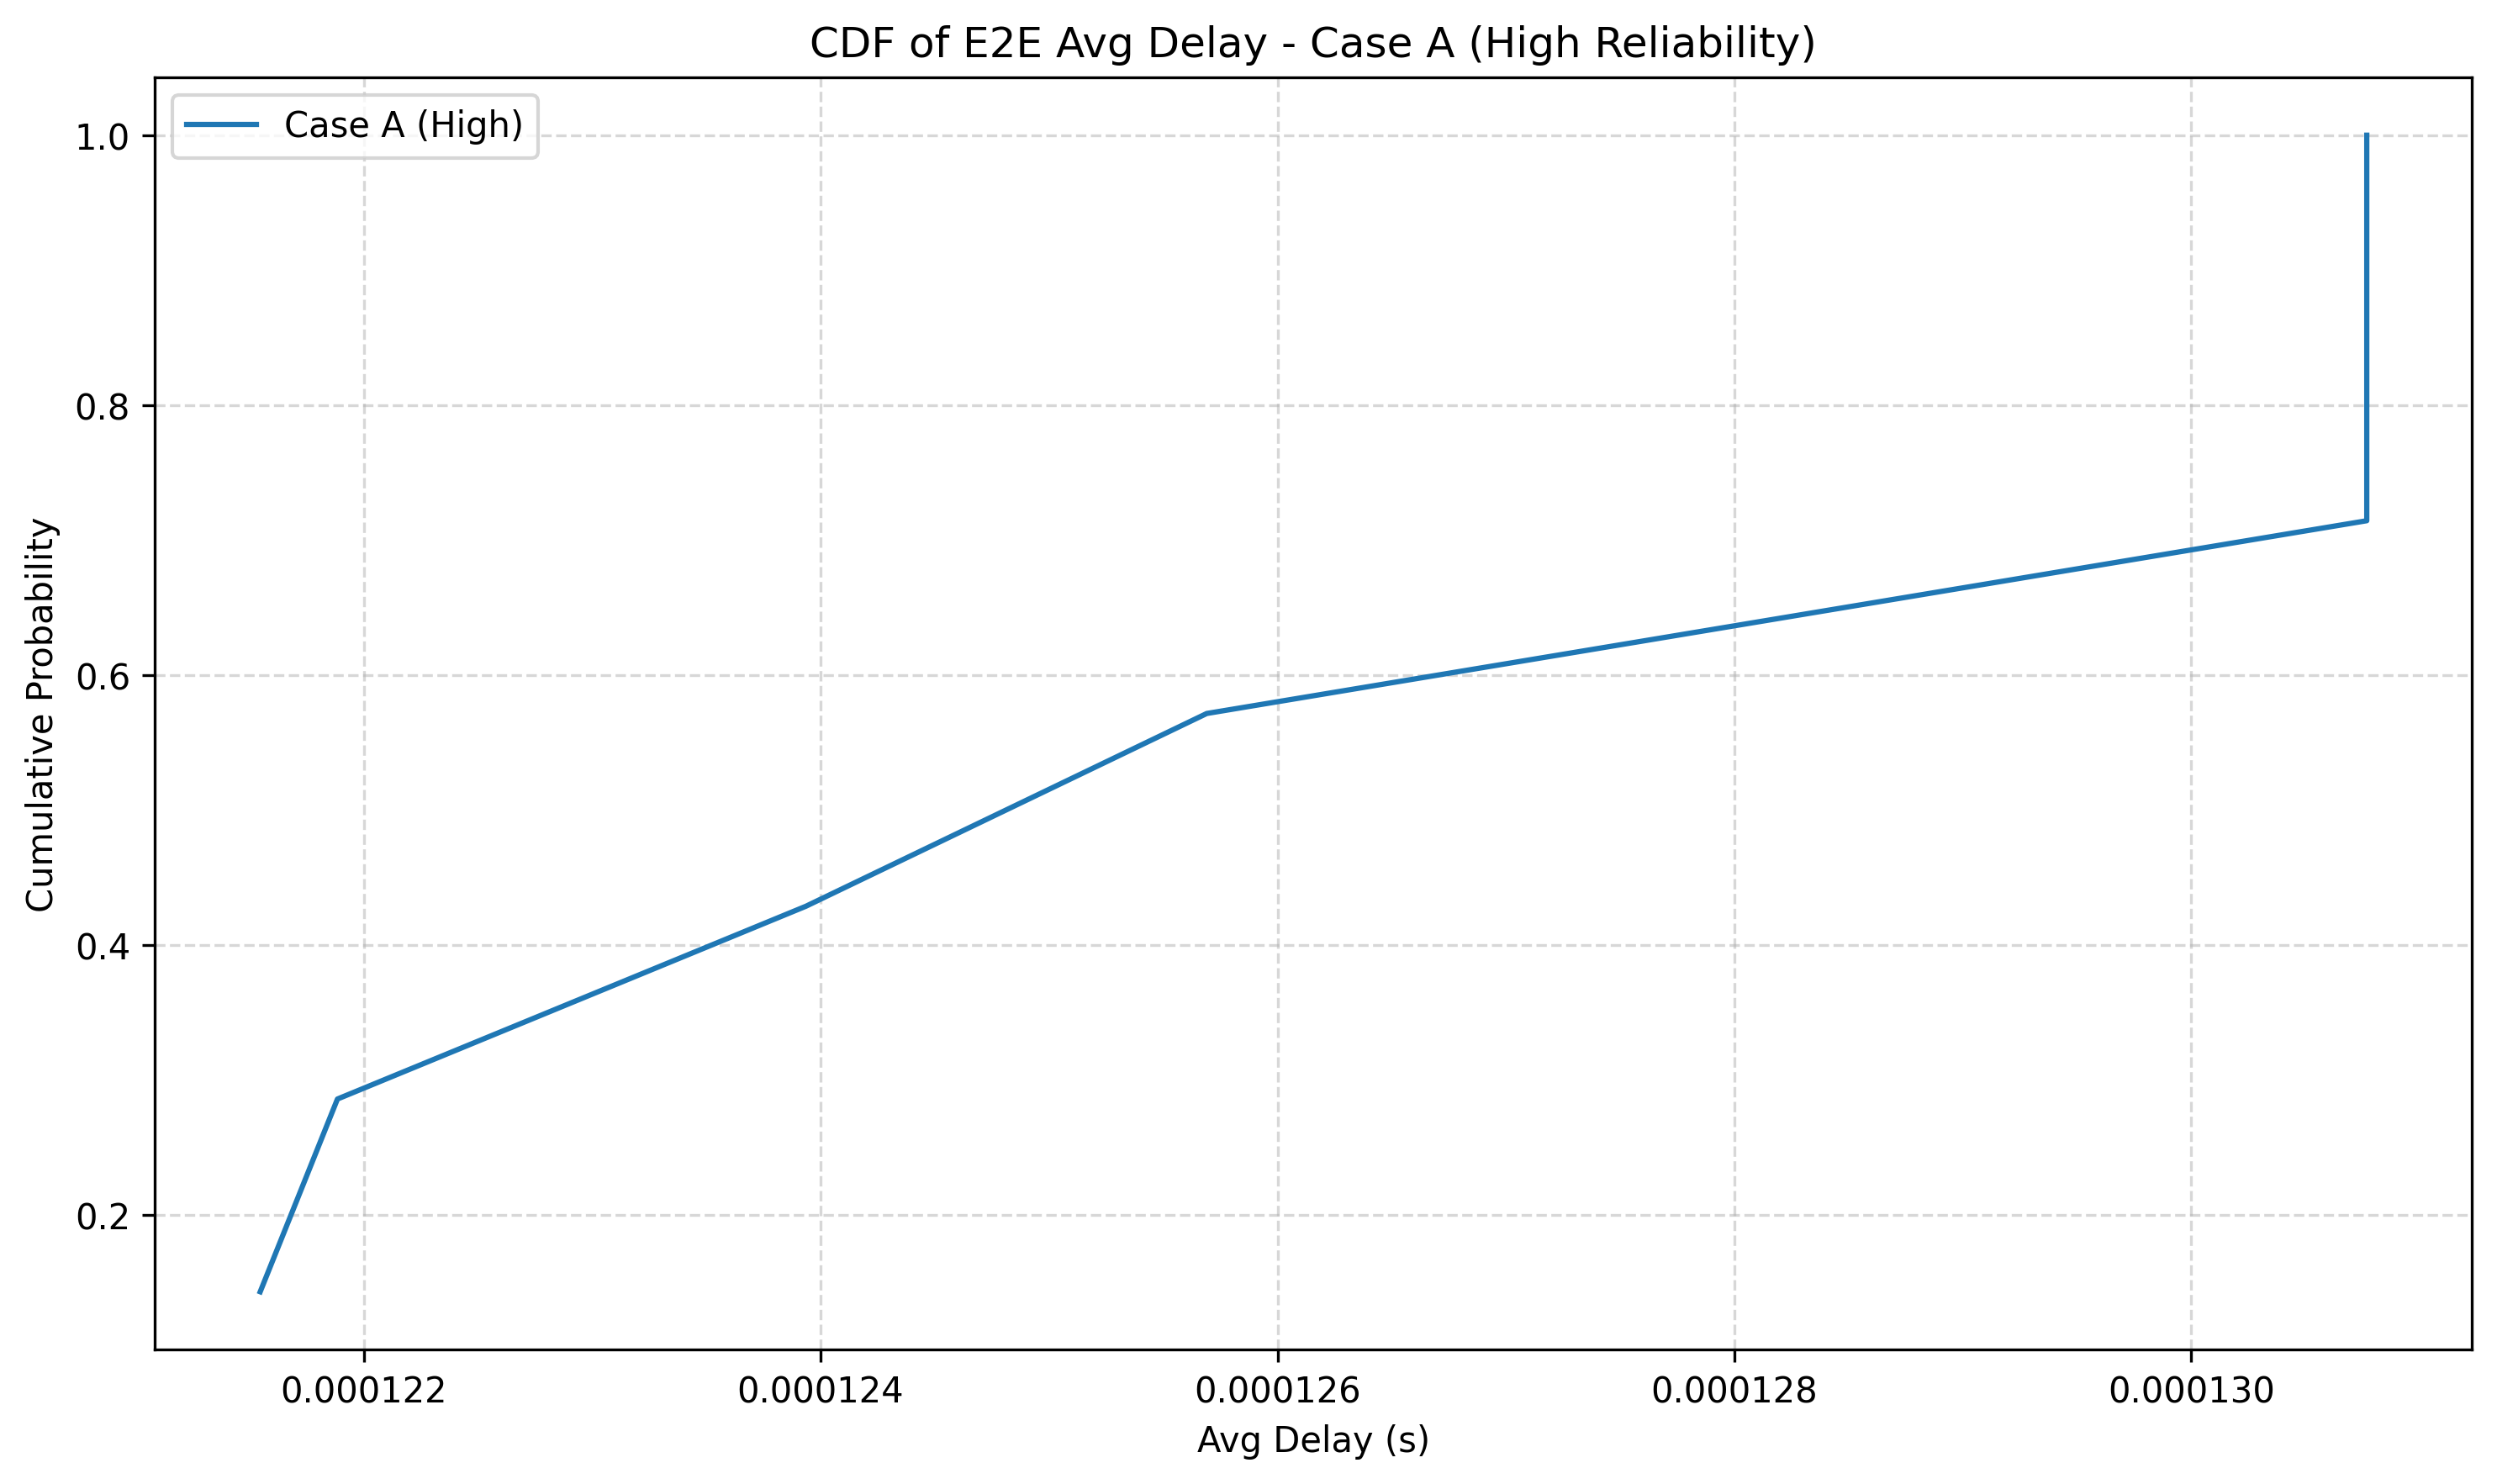 CDF of E2E Avg Delay - Case A (High Reliability)
Case A (High)
1.0
0.8
0.6
0.4
0.2
Cumulative Probability
0.000122
0.000124
0.000126
0.000128
0.000130
Avg Delay (s)